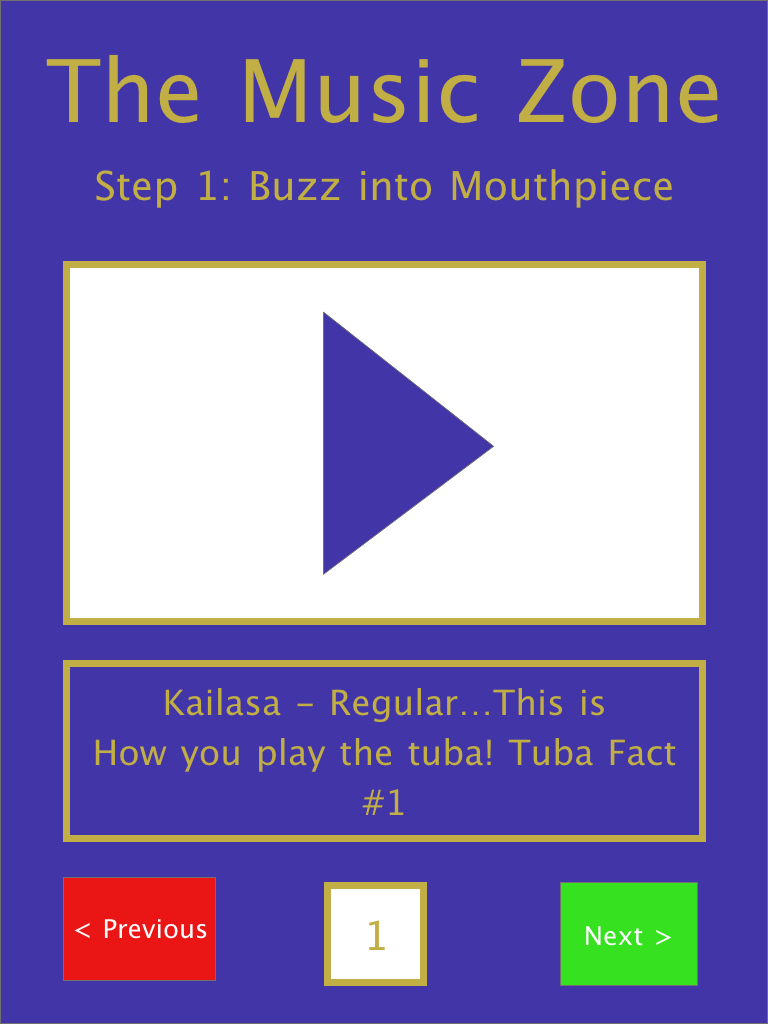 The Music Zone
Step 1: Buzz into Mouthpiece
Kailasa – Regular…This is
How you play the tuba! Tuba Fact
#1
< Previous
1
Next >